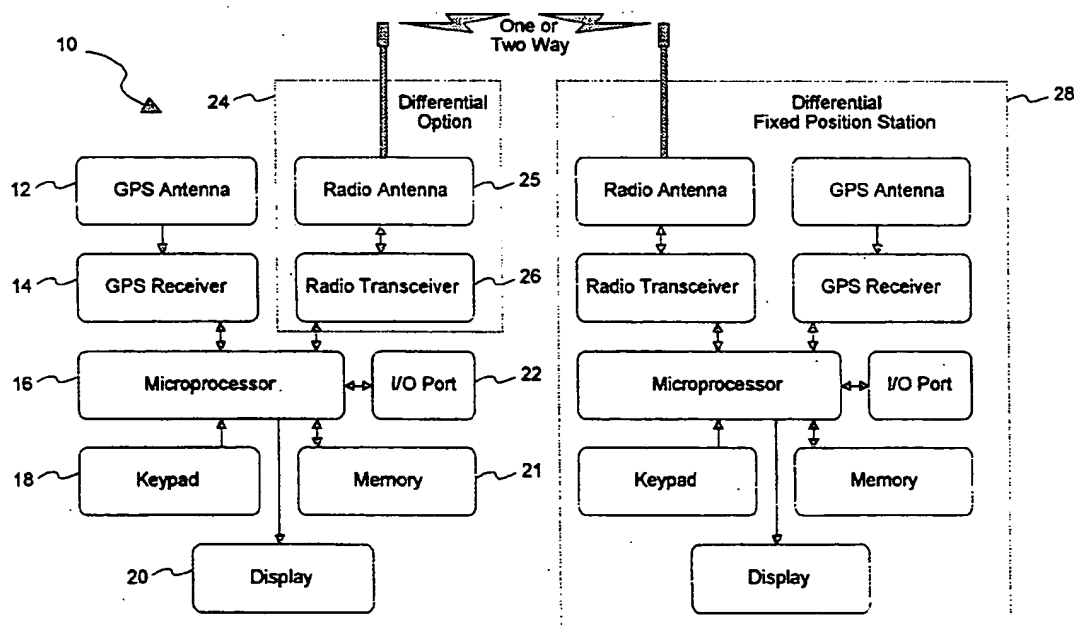 One or
Two Way
10
24
Differential
Option
Differential
Fixed Position Station
28
12
GPS Antenna
Radio Antenna
25
Radio Antenna
GPS Antenna
14
GPS Receiver
Radio Transceiver
26
Radio Transceiver
GPS Receiver
16
Microprocessor
I/O Port
22
Microprocessor
I/O Port
18
Keypad
Memory
21
Keypad
Memory
20
Display
Display